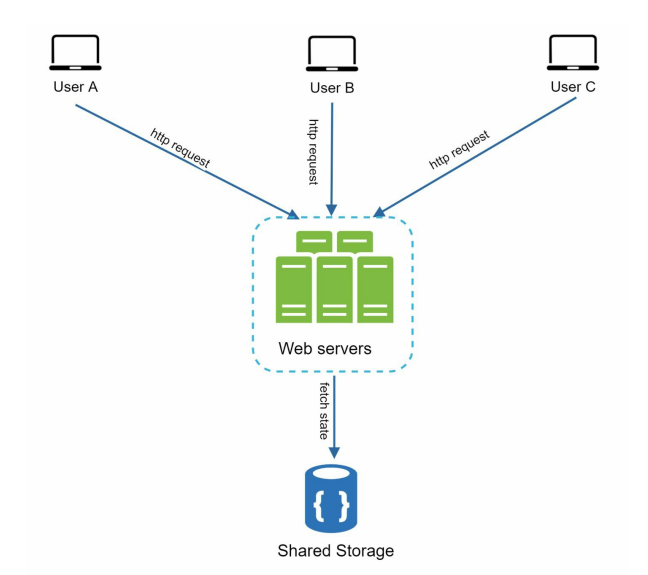 User A
User B
User C
http request
http request
http request
Web servers
fetch state
{ }
Shared Storage